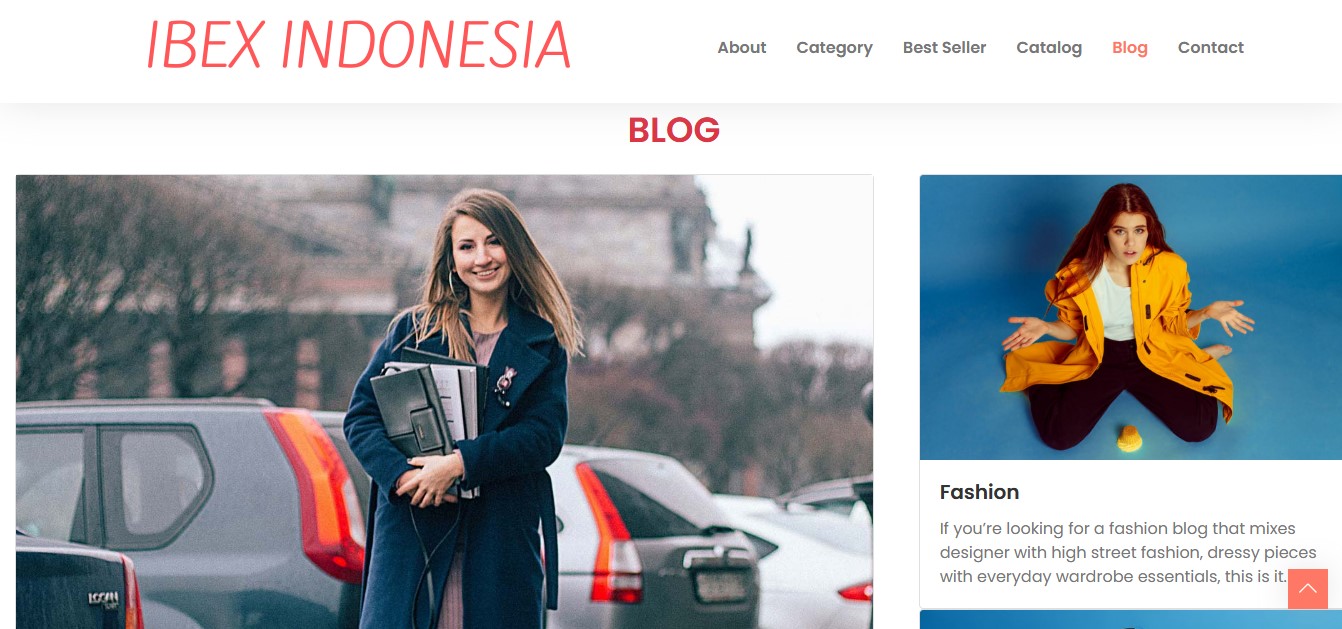 IBEX INDONESIA
About Category Best Seller Catalog Blog Contact
BLOG
LOGAN
Fashion
If you’re looking for a fashion blog that mixes
designer with high street fashion, dressy pieces
with everyday wardrobe essentials, this is it.